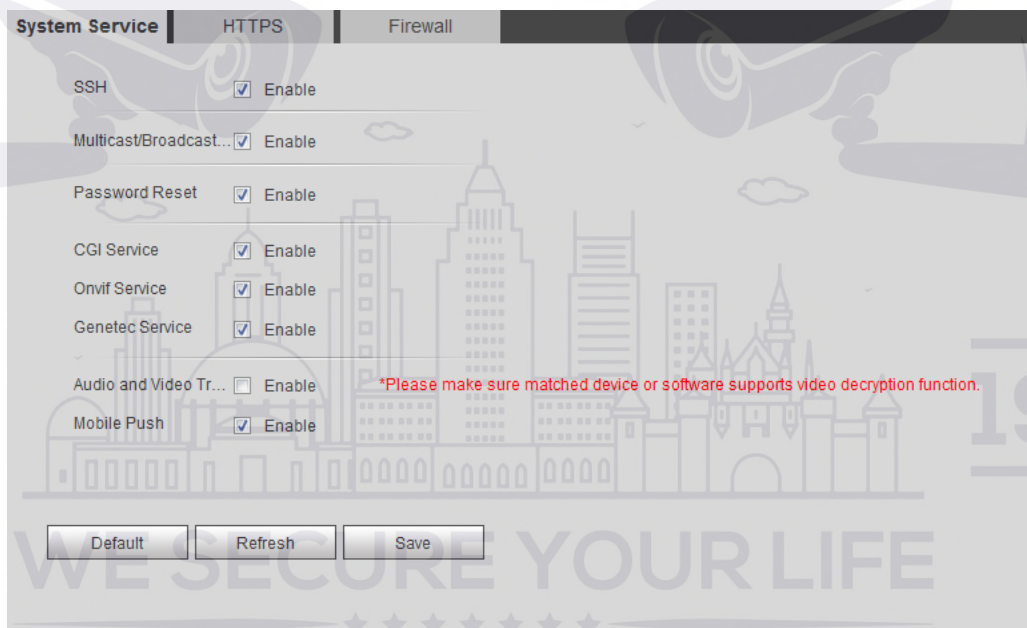 System Service HTTPS Firewall
SSH Enable
Multicast/Broadcast... Enable
Password Reset Enable
CGI Service Enable
Onvif Service Enable
Genetec Service Enable
Audio and Video Tr... Enable *Please make sure matched device or software supports video decryption function.
Mobile Push Enable
19
Default Refresh Save
WE SECURE YOUR LIFE